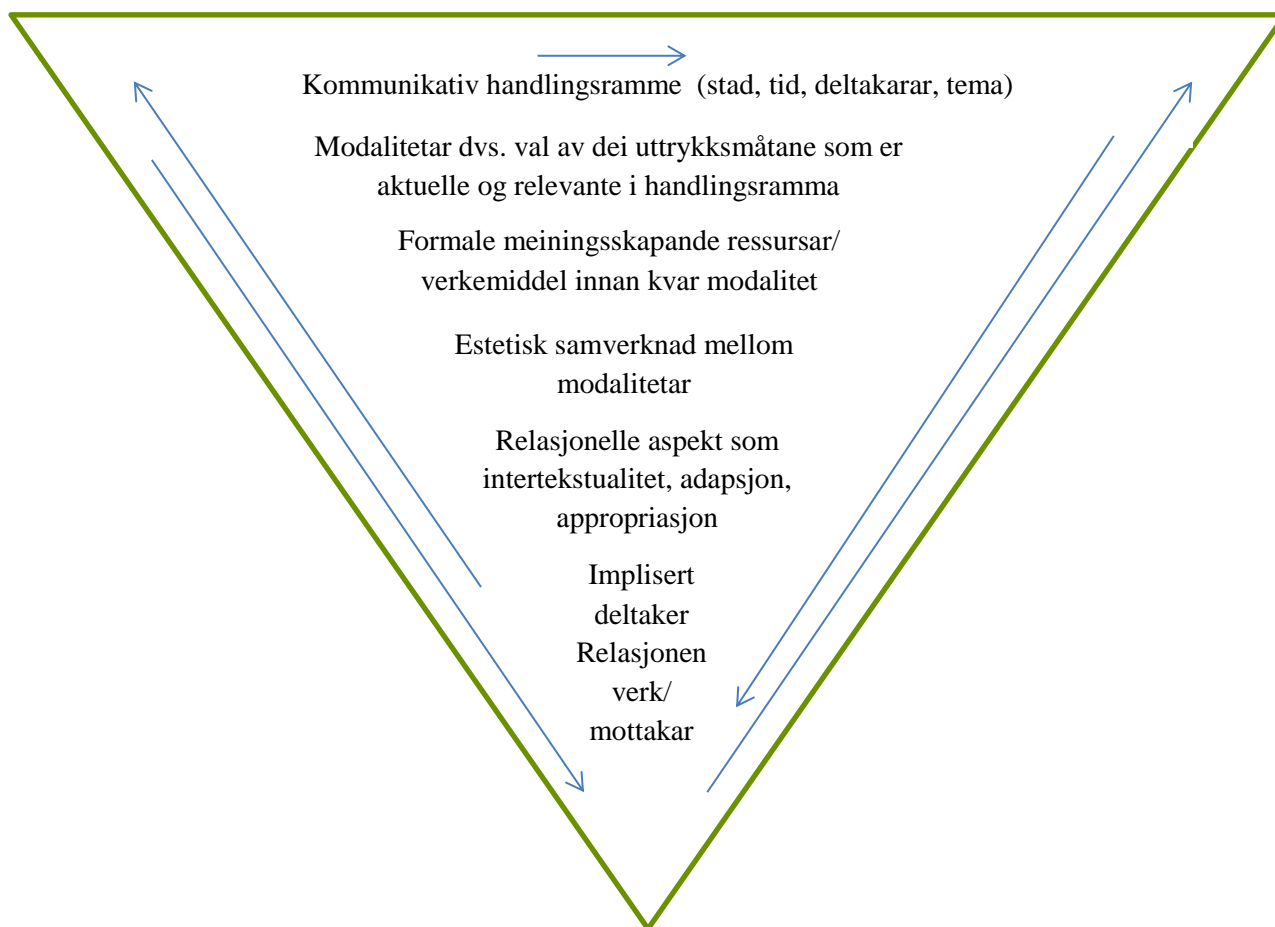 Kommunikativ handlingsramme (stad, tid, deltakarar, tema)
Modalitetar dvs. val av dei uttrykksmåtane som er
aktuelle og relevante i handlingsramma
Formale meiningsskapande ressursar/
verkemiddel innan kvar modalitet
Estetisk samverknad mellom
modalitetar
Relasjonelle aspekt som
intertekstualitet, adapsjon,
appropriasjon
Implisert
deltaker
Relasjonen
verk/
mottakar